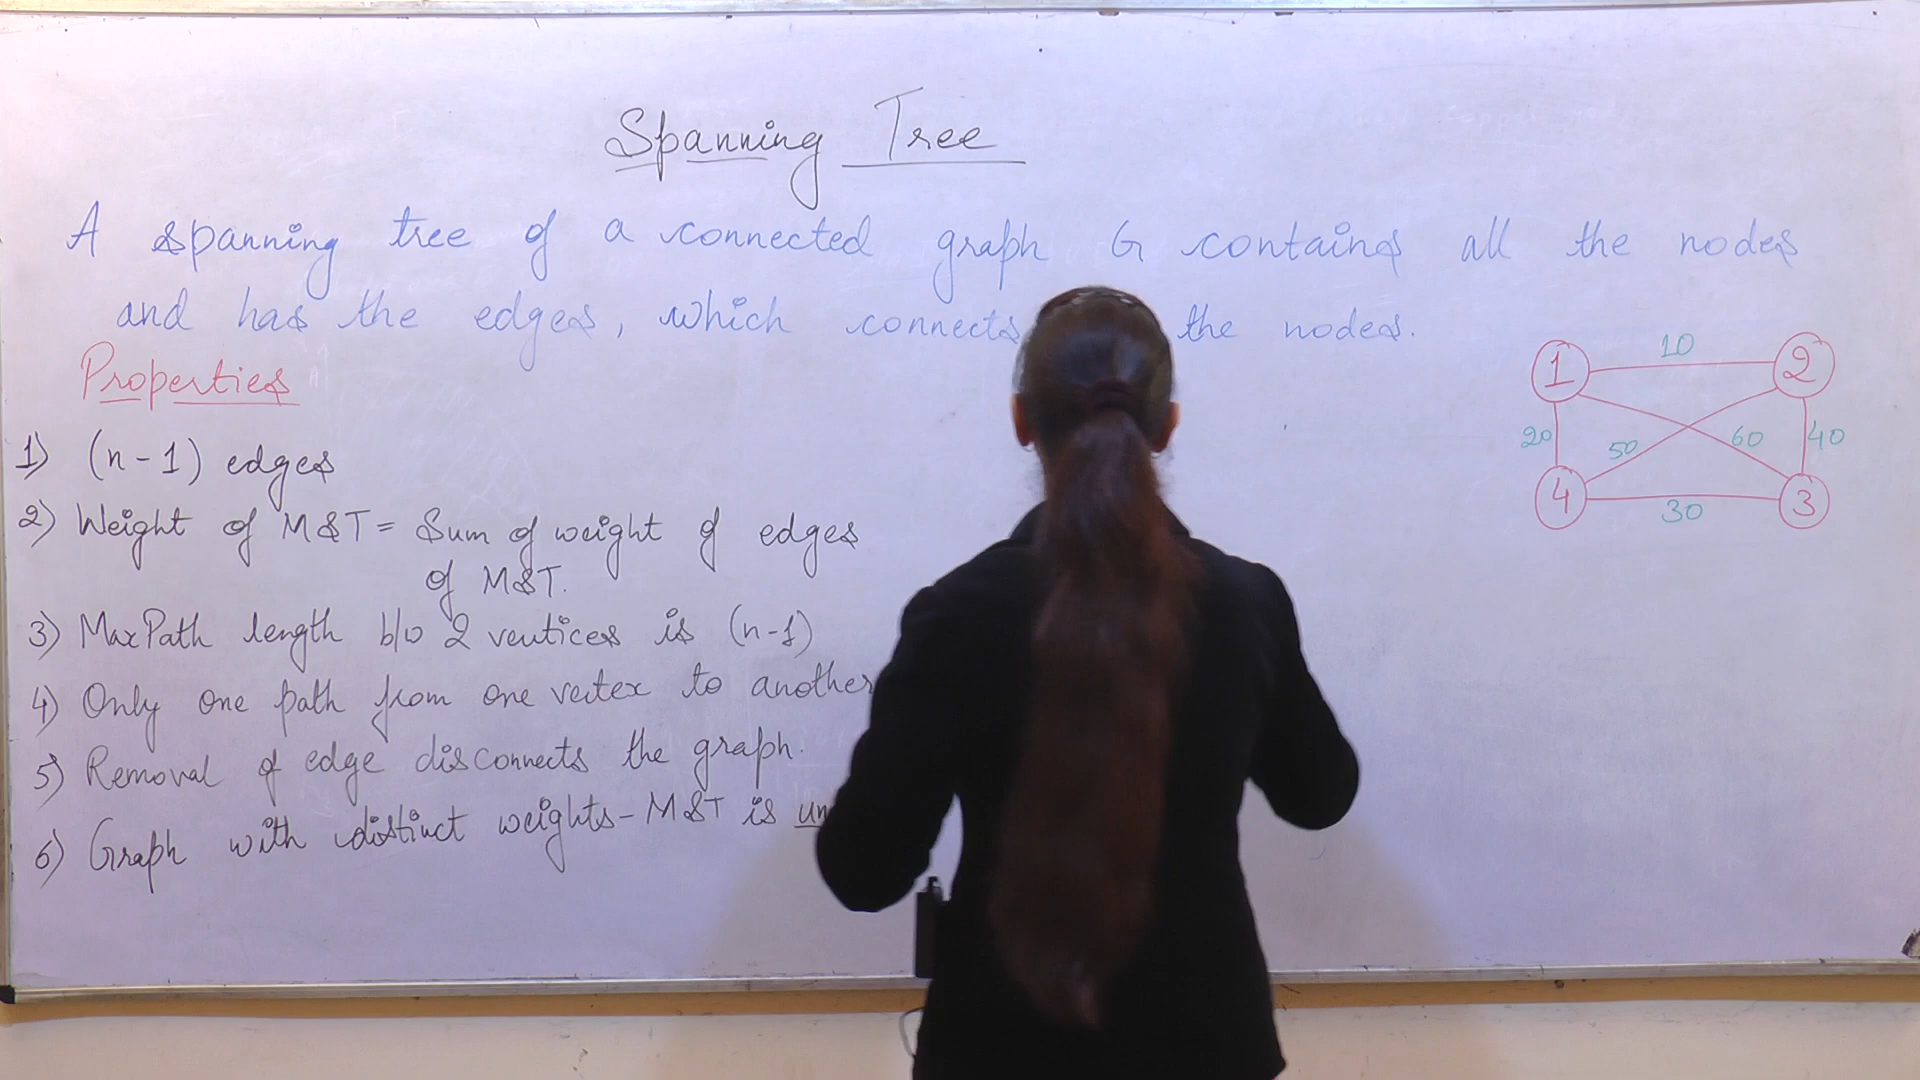 Spanning Tree
A spanning tree of a connected graph G contains all the nodes
and has the edges, which connects the nodes.
Properties
1) (n-1) edges
2) Weight of MST = Sum of weight of edges
of MST.
3) Max Path length b/w 2 vertices is (n-1)
4) Only one path from one vertex to another
5) Removal of edge disconnects the graph.
6) Graph with distinct weights - MST is
1 10 2
20 50 60 40
4 30 3